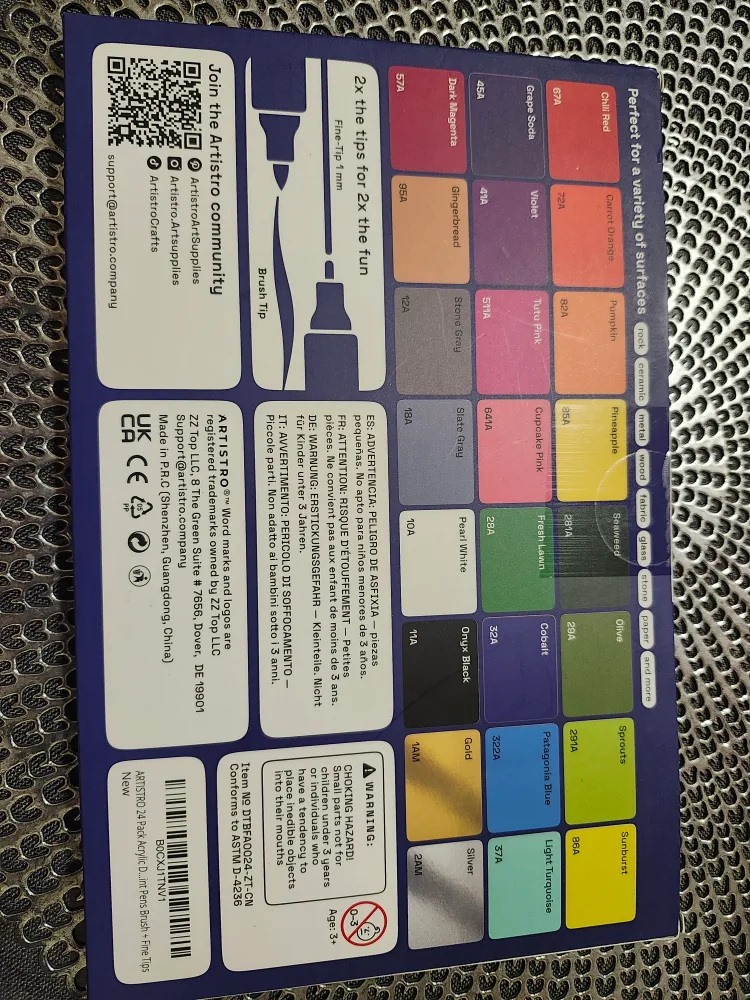 Perfect for a variety of surfaces rock ceramic metal wood fabric glass stone paper and more
Chili Red
67A
Carrot Orange
72A
Pumpkin
82A
Pineapple
85A
Seaweed
281A
Olive
29A
Sprouts
291A
Sunburst
86A
Grape Soda
45A
Violet
41A
Tutu Pink
511A
Cupcake Pink
641A
Fresh Lawn
28A
Cobalt
32A
Patagonia Blue
322A
Light Turquoise
37A
Dark Magenta
57A
Gingerbread
95A
Stone Gray
12A
Slate Gray
18A
Pearl White
10A
Onyx Black
11A
Gold
1AM
Silver
2AM
2x the tips for 2x the fun
Fine-Tip 1 mm
Brush Tip
ES: ADVERTENCIA: PELIGRO DE ASFIXIA — piezas
pequeñas. No apto para niños menores de 3 años.
FR: ATTENTION: RISQUE D'ÉTOUFFEMENT — Petites
pièces. Ne convient pas aux enfant de moins de 3 ans.
DE: WARNUNG: ERSTICKUNGSGEFAHR — Kleinteile. Nicht
für Kinder unter 3 Jahren.
IT: AVVERTIMENTO: PERICOLO DI SOFFOCAMENTO —
Piccole parti. Non adatto ai bambini sotto i 3 anni.
WARNING:
CHOKING HAZARD!
Small parts not for
children under 3 years
or individuals who
have a tendency to
place inedible objects
into their mouths
0-3
Age: 3+
Item Nº DTBFA0024-ZT-CN
Conforms to ASTM D-4236
Join the Artistro community
ArtistroArtSupplies
Artistro.Artsupplies
ArtistroCrafts
support@artistro.company
ARTISTRO ®™ Word marks and logos are
registered trademarks owned by ZZ Top LLC
ZZ Top LLC, 8 The Green Suite # 7656, Dover, DE 19901
Support@artistro.company
Made in P.R.C (Shenzhen, Guangdong, China)
UK
CA
CE
05
PP
B0CXJ1TNV1
ARTISTRO 24 Pack Acrylic D...int Pens Brush + Fine Tips
New